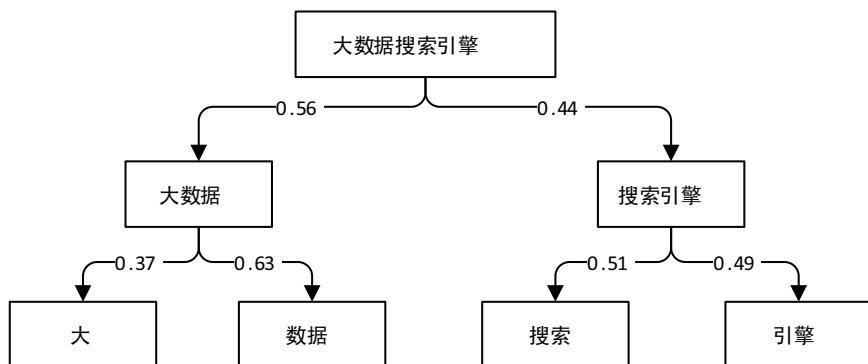 大数据搜索引擎
0.56
0.44
大数据
搜索引擎
0.37
0.63
0.51
0.49
大
数据
搜索
引擎